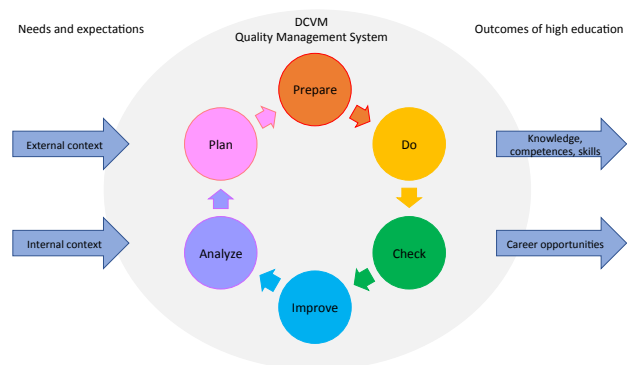 DCVM
Quality Management System
Needs and expectations
Outcomes of high education
Prepare
Plan
Do
External context
Knowledge,
competences, skills
Internal context
Analyze
Check
Career opportunities
Improve